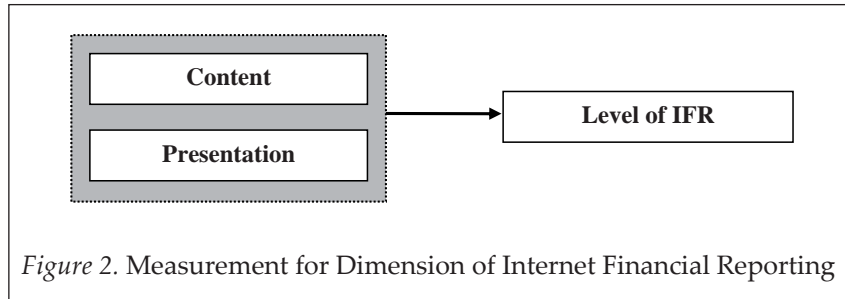 Content
Presentation
Level of IFR
Figure 2. Measurement for Dimension of Internet Financial Reporting